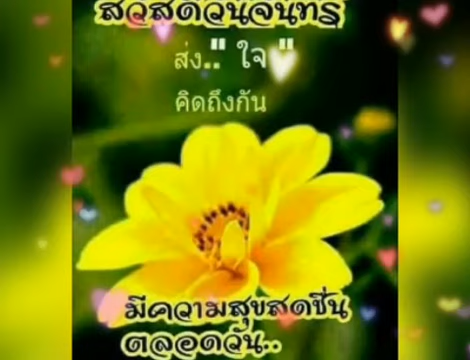 สวัสดีวันจันทร์
ส่ง.." ใจ "
คิดถึงกัน
มีความสุขสดชื่น
ตลอดวัน..